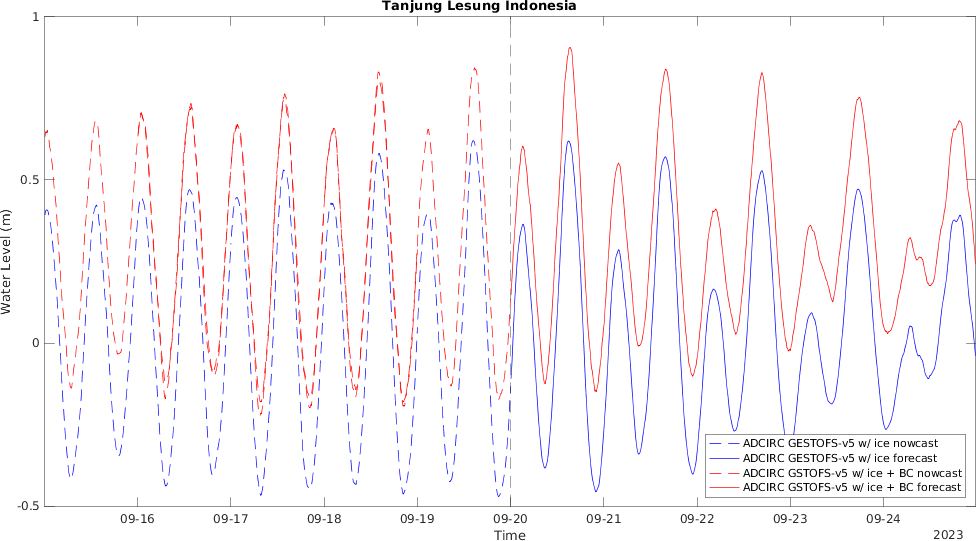 Tanjung Lesung Indonesia
Water Level (m)
1
0.5
0
-0.5
09-16
09-17
09-18
09-19
09-20
09-21
09-22
09-23
09-24
Time
2023
ADCIRC GESTOFS-v5 w/ ice nowcast
ADCIRC GESTOFS-v5 w/ ice forecast
ADCIRC GSTOFS-v5 w/ ice + BC nowcast
ADCIRC GSTOFS-v5 w/ ice + BC forecast